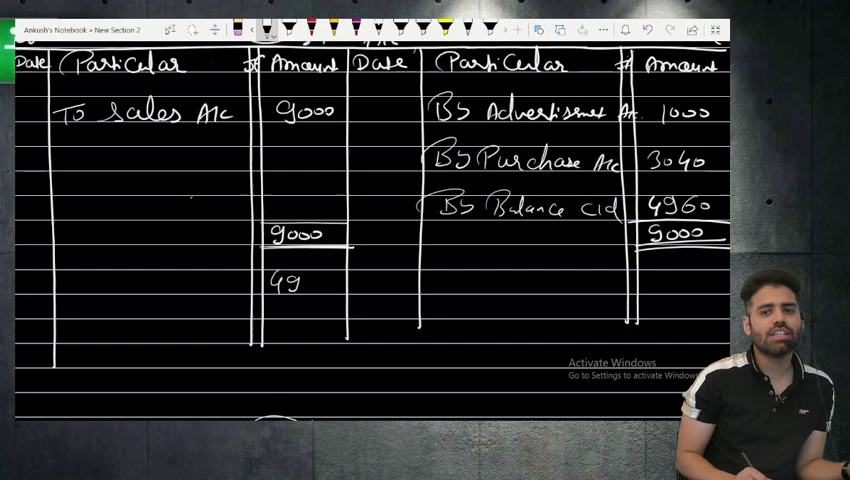 Ankush's Notebook » New Section 2
Date Particular Amount Date Particular Amount
To Sales A/c 9000 By Advertisment A/c 1000
By Purchase A/c 3040
By Balance c/d 4960
9000 9000
49
Activate Windows
Go to Settings to activate Windows